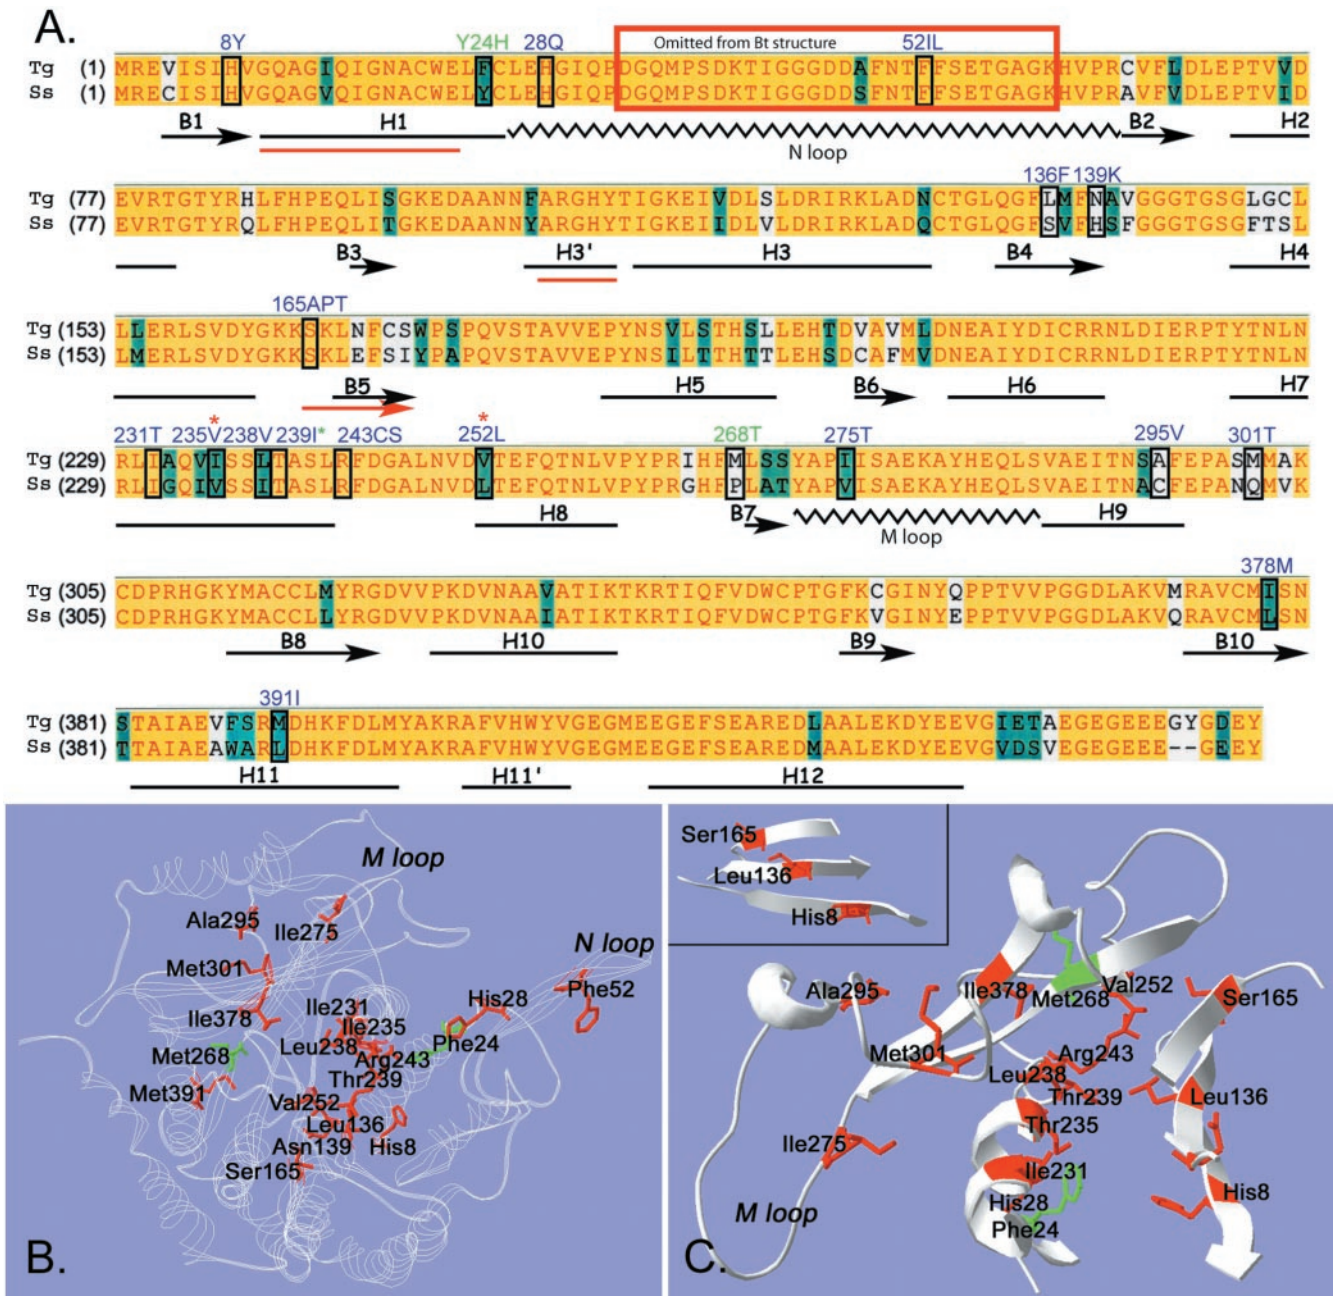 A.
8Y Y24H 28Q Omitted from Bt structure 52IL
Tg (1) MREVISIHVGQAGIQIGNACWELFCLEHGIQPDGQMPSDKTIGGGDDAFNTFFSETGAGKHVPRCVFLDLEPTVVD
Ss (1) MRECISIHVGQAGVQIGNACWELYCLEHGIQPDGQMPSDKTIGGGDDSFNTFFSETGAGKHVPRAVFVDLEPTVID
B1 H1 N loop B2 H2
136F 139K
Tg (77) EVRTGTYRHLFHPEQLISGKEDAANNFARGHYTIGKEIVDLSLDRIRKLADNCTGLQGFLMFNAVGGGTGSGLGCL
Ss (77) EVRTGTYRQLFHPEQLITGKEDAANNYARGHYTIGKEIIDLVLDRIRKLADQCTGLQGFSVFHSFGGGTGSGFTSL
B3 H3' H3 B4 H4
165APT
Tg (153) LLERLSVDYGKKSKLNFCSWPSPQVSTAVVEPYNSVLSTHSLLEHTDVAVMLDNEAIYDICRRNLDIERPTYTNLN
Ss (153) LMERLSVDYGKKSKLEFSIYPAPQVSTAVVEPYNSILTTHTTLEHSDCAFMVDNEAIYDICRRNLDIERPTYTNLN
B5 H5 B6 H6 H7
* *
231T 235V 238V 239I* 243CS 252L 268T 275T 295V 301T
Tg (229) RLIAQVISSLTASLRFDGALNVDVTEFQTNLVPYPRIHFMLSSYAPIISAEKAYHEQLSVAEITNSAFEPASMMAK
Ss (229) RLIGQIVSSITASLRFDGALNVDLTEFQTNLVPYPRGHFPLATYAPVISAEKAYHEQLSVAEITNACFEPANQMVK
H8 B7 M loop H9
378M
Tg (305) CDPRHGKYMACCLMYRGDVVPKDVNAAVATIKTKRTIQFVDWCPTGFKCGINYQPPTVVPGGDLAKVMRAVCMISN
Ss (305) CDPRHGKYMACCLLYRGDVVPKDVNAAIATIKTKRTIQFVDWCPTGFKVGINYEPPTVVPGGDLAKVQRAVCMLSN
B8 H10 B9 B10
391I
Tg (381) STAIAEVFSRMDHKFDLMYAKRAFVHWYVGEGMEEGEFSEAREDLAALEKDYEEVGIETAEGEGEEEGYGDEY
Ss (381) TTAIAEAWARLDHKFDLMYAKRAFVHWYVGEGMEEGEFSEAREDMAALEKDYEEVGVDSVEGEGEEE--GEEY
H11 H11' H12
M loop
Ala295
Ile275
N loop
Met301
Phe52
Ile231
His28
Ile378
Ile235
Leu238
Phe24
Met268
Arg243
Thr239
Met391
Val252
Leu136
Asn139
His8
Ser165
B.
Ser165
Leu136
His8
Ala295
Ile378
Val252
Met268
Ser165
Met301
Arg243
Leu238
Thr239
Leu136
Thr235
Ile275
Ile231
His8
His28
M loop
Phe24
C.